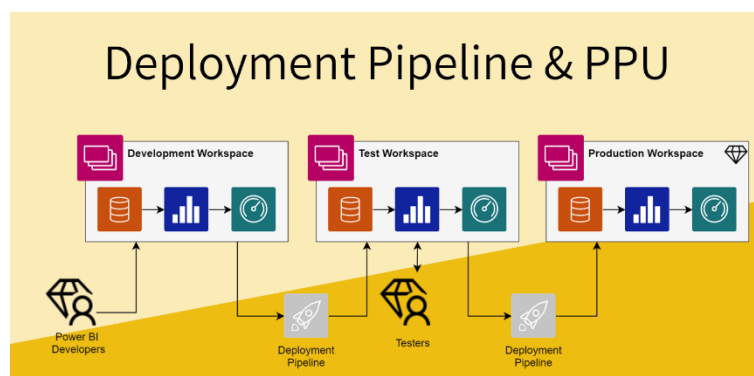 Deployment Pipeline & PPU
Development Workspace
Test Workspace
Production Workspace
Power BI
Developers
Deployment
Pipeline
Testers
Deployment
Pipeline